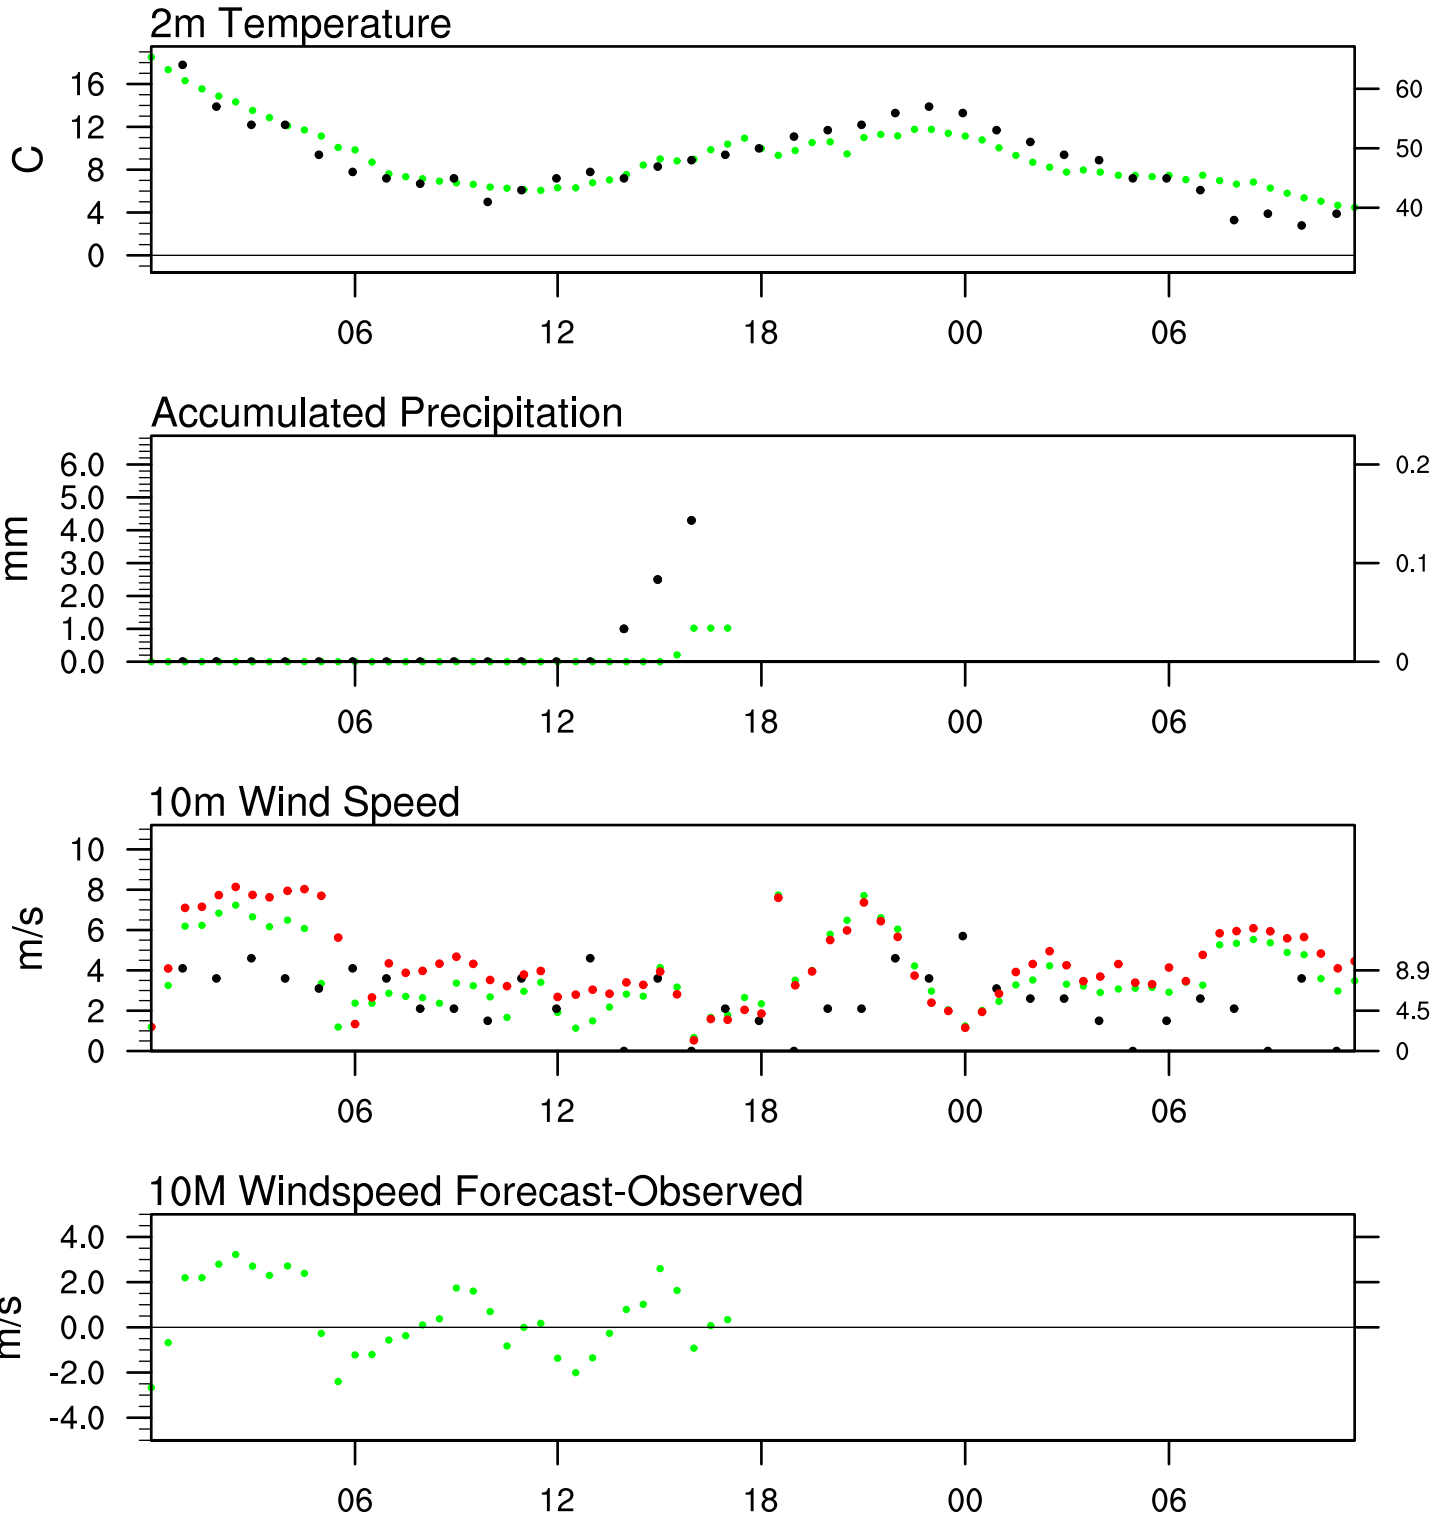 2m Temperature
16
12
8
4
0
C
60
50
40
06 12 18 00 06
Accumulated Precipitation
6.0
5.0
4.0
3.0
2.0
1.0
0.0
mm
0.2
0.1
0
06 12 18 00 06
10m Wind Speed
10
8
6
4
2
0
m/s
8.9
4.5
0
06 12 18 00 06
10M Windspeed Forecast-Observed
4.0
2.0
0.0
-2.0
-4.0
m/s
06 12 18 00 06